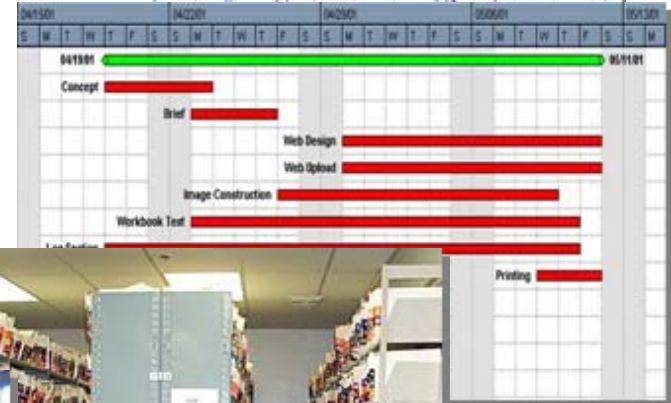 04/15/01 04/22/01 04/29/01 05/06/01 05/13/01
S M T W T F S S M T W T F S S M T W T F S S M T W T F S S M
04/19/01 05/11/01
Concept
Brief
Web Design
Web Upload
Image Construction
Workbook Text
Printing